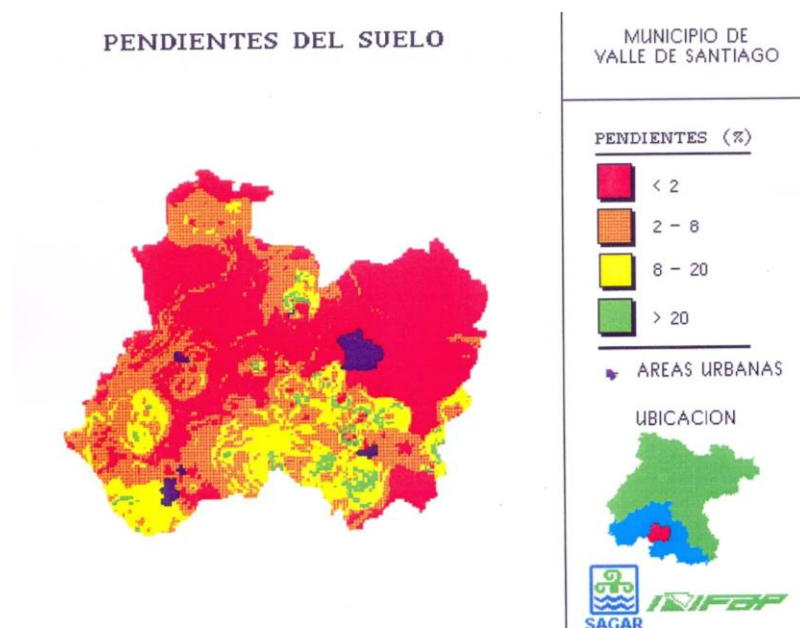 PENDIENTES DEL SUELO
MUNICIPIO DE
VALLE DE SANTIAGO
PENDIENTES (%)
< 2
2 - 8
8 - 20
> 20
AREAS URBANAS
UBICACION
SAGAR
INIFAP